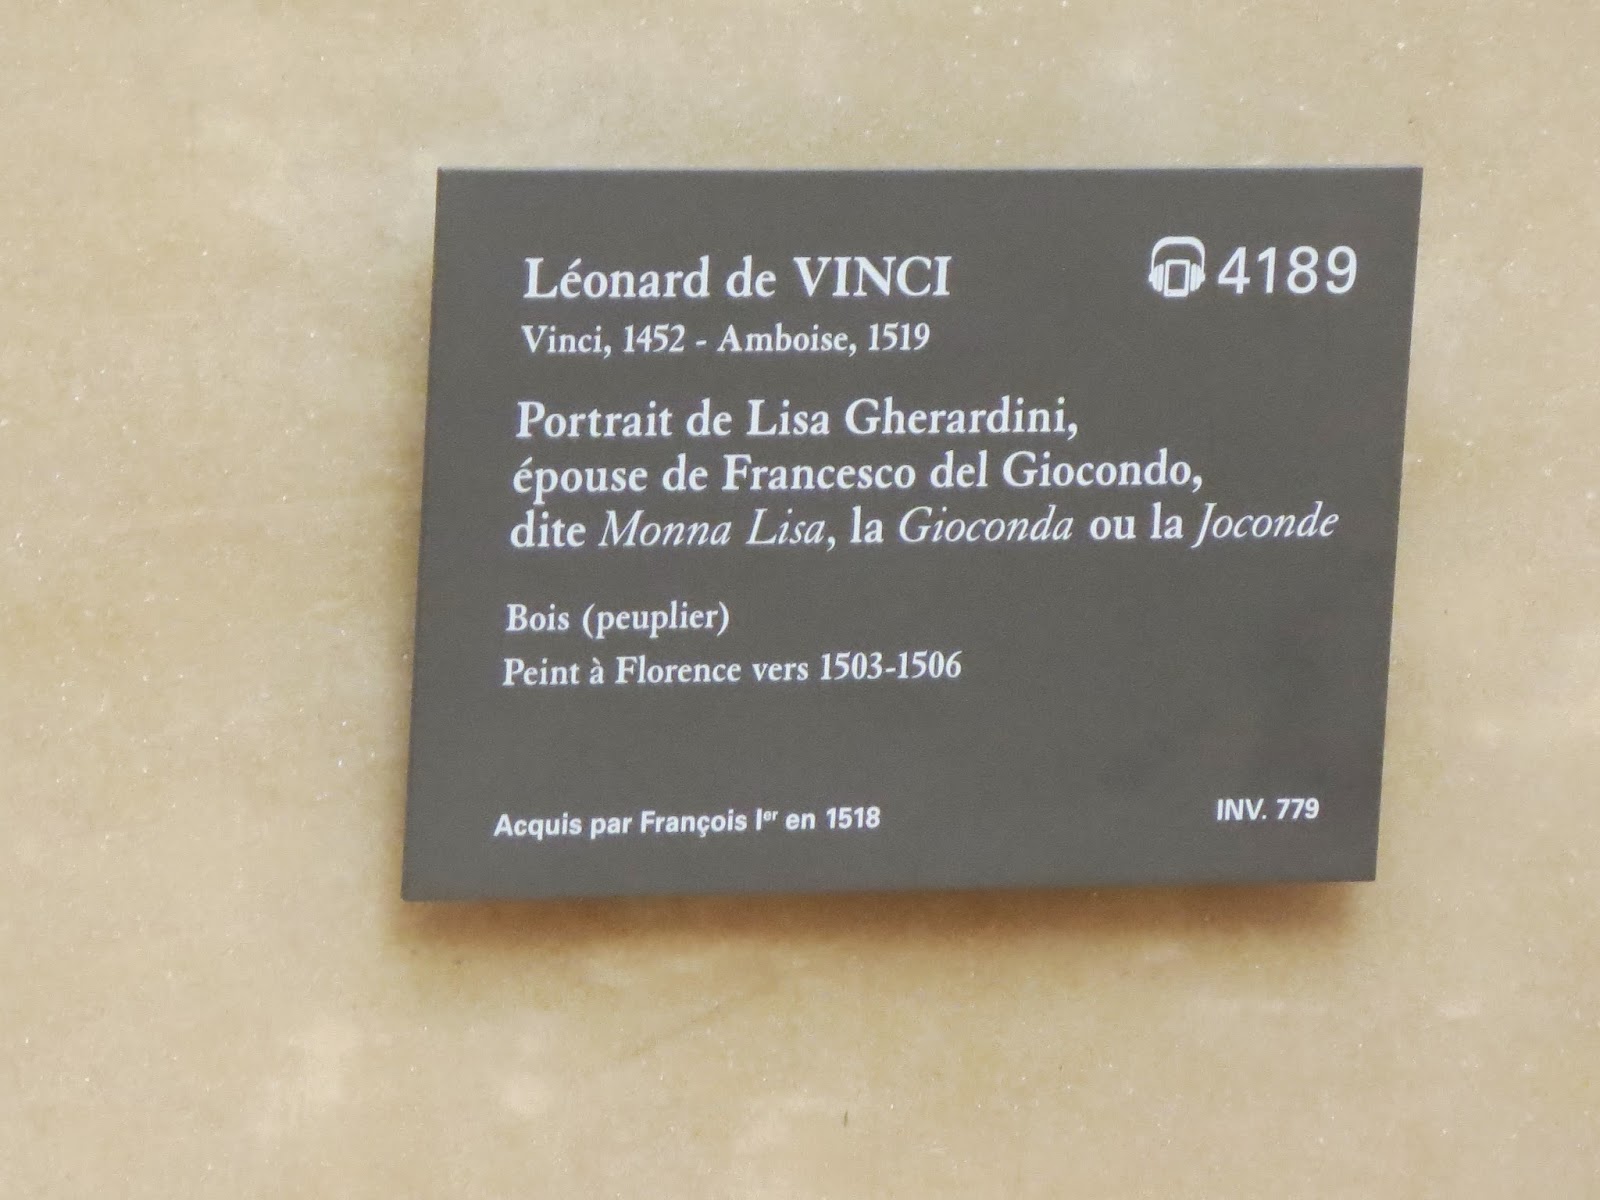 Léonard de VINCI
4189
Vinci, 1452 - Amboise, 1519
Portrait de Lisa Gherardini,
épouse de Francesco del Giocondo,
dite Monna Lisa, la Gioconda ou la Joconde
Bois (peuplier)
Peint à Florence vers 1503-1506
Acquis par François Ier en 1518
INV. 779